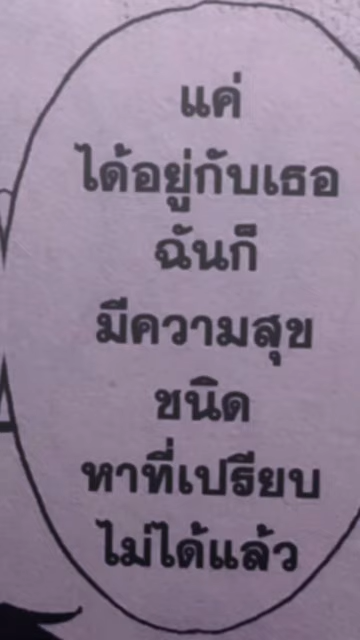 แค่
ได้อยู่กับเธอ
ฉันก็
มีความสุข
ชนิด
หาที่เปรียบ
ไม่ได้แล้ว